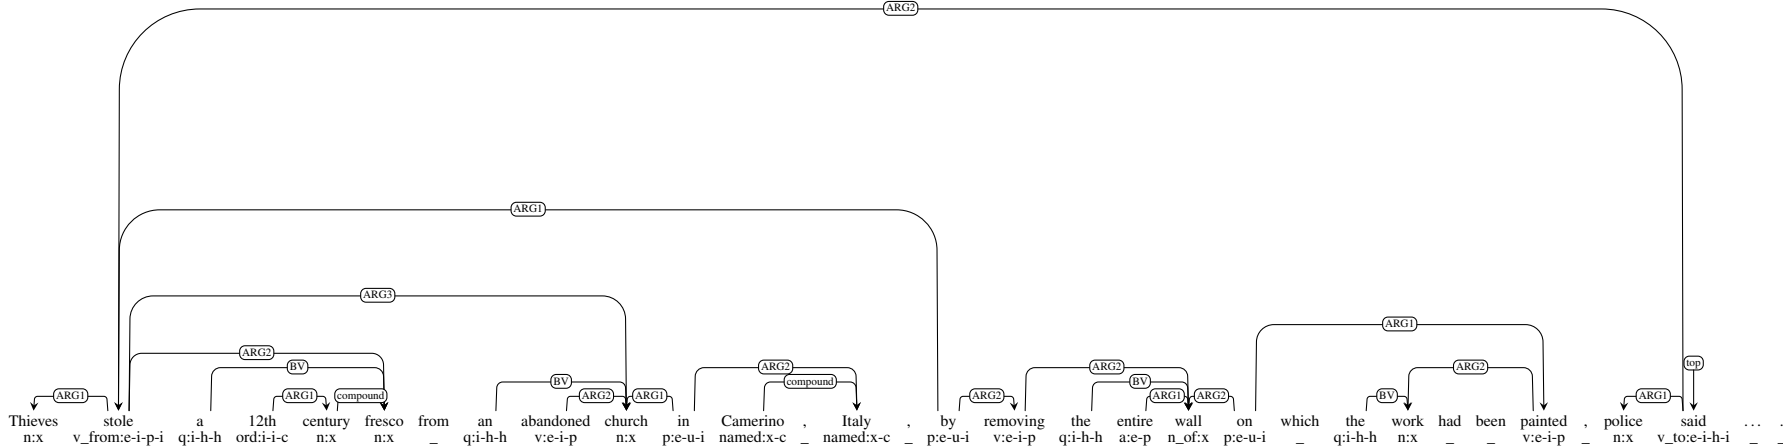 ARG2
ARG1
ARG3
ARG1
ARG2 top
BV ARG2 ARG2 ARG2
BV compound BV
ARG1 ARG1 compound ARG2 ARG1 ARG2 ARG1 ARG2 BV ARG1
Thieves stole a 12th century fresco from an abandoned church in Camerino , Italy , by removing the entire wall on which the work had been painted , police said … .
n:x v_from:e-i-p-i q:i-h-h ord:i-i-c n:x n:x _ q:i-h-h v:e-i-p n:x p:e-u-i named:x-c _ named:x-c _ p:e-u-i v:e-i-p q:i-h-h a:e-p n_of:x p:e-u-i _ q:i-h-h n:x _ _ v:e-i-p _ n:x v_to:e-i-h-i _ _